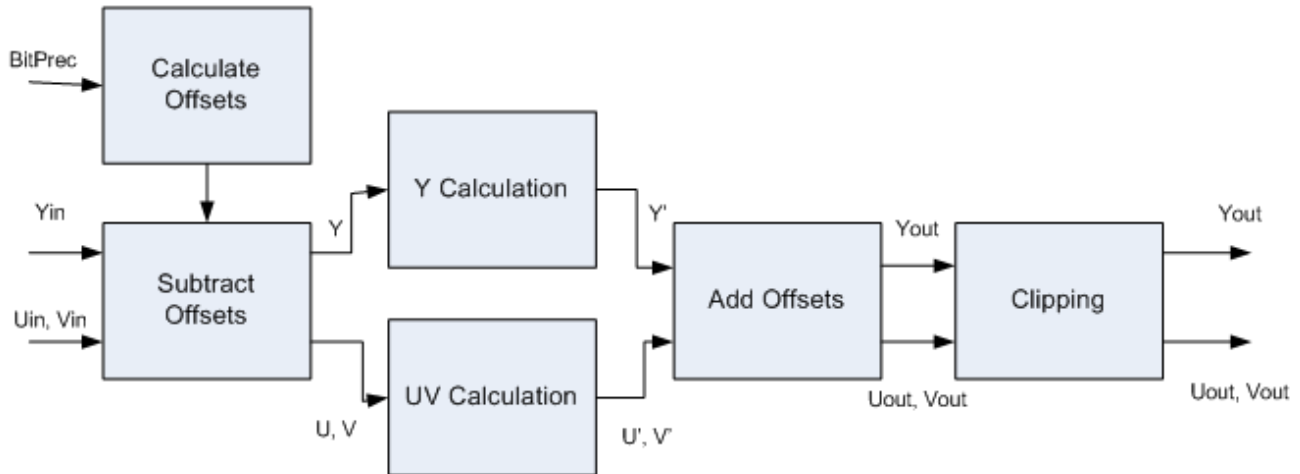 BitPrec
Calculate
Offsets
Yin
Uin, Vin
Subtract
Offsets
Y
U, V
Y Calculation
UV Calculation
Y'
U', V'
Add Offsets
Yout
Uout, Vout
Clipping
Yout
Uout, Vout